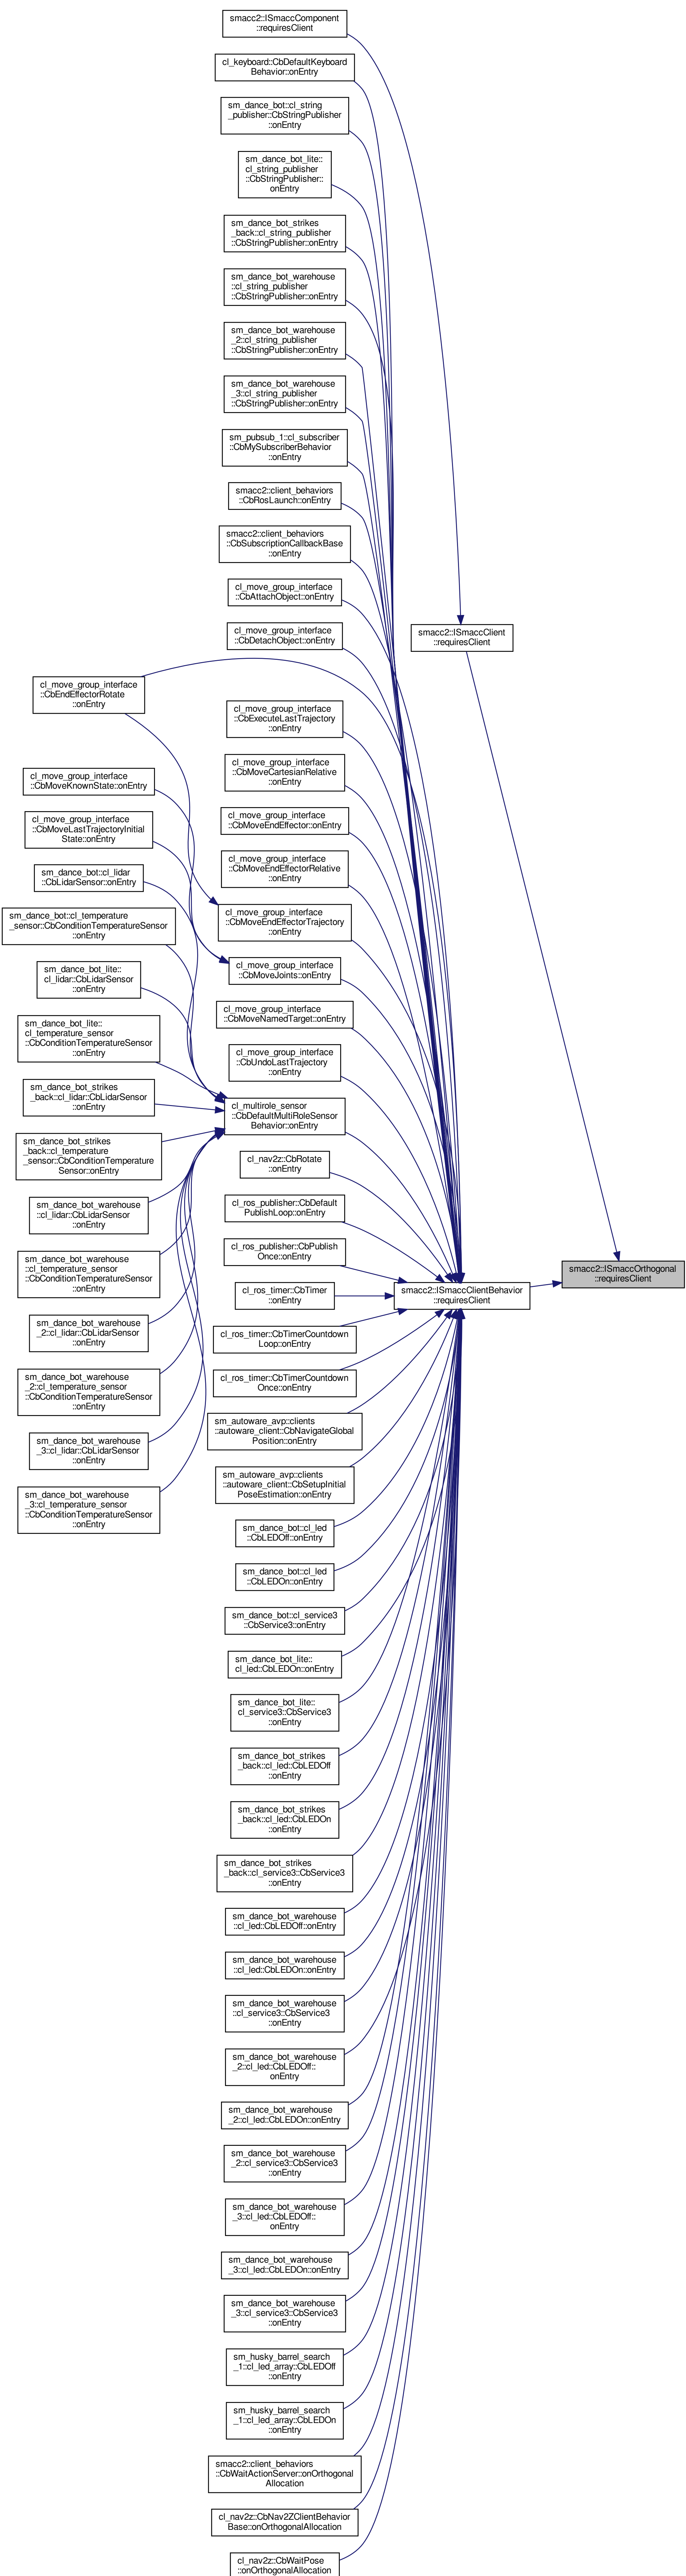 smacc2::ISmaccComponent
::requiresClient
cl_keyboard::CbDefaultKeyboard
Behavior::onEntry
sm_dance_bot::cl_string
_publisher::CbStringPublisher
::onEntry
sm_dance_bot_lite::
cl_string_publisher
::CbStringPublisher::
onEntry
sm_dance_bot_strikes
_back::cl_string_publisher
::CbStringPublisher::onEntry
sm_dance_bot_warehouse
::cl_string_publisher
::CbStringPublisher::onEntry
sm_dance_bot_warehouse
_2::cl_string_publisher
::CbStringPublisher::onEntry
sm_dance_bot_warehouse
_3::cl_string_publisher
::CbStringPublisher::onEntry
sm_pubsub_1::cl_subscriber
::CbMySubscriberBehavior
::onEntry
smacc2::client_behaviors
::CbRosLaunch::onEntry
smacc2::client_behaviors
::CbSubscriptionCallbackBase
::onEntry
cl_move_group_interface
::CbAttachObject::onEntry
cl_move_group_interface
::CbDetachObject::onEntry
smacc2::ISmaccClient
::requiresClient
cl_move_group_interface
::CbEndEffectorRotate
::onEntry
cl_move_group_interface
::CbExecuteLastTrajectory
::onEntry
cl_move_group_interface
::CbMoveKnownState::onEntry
cl_move_group_interface
::CbMoveCartesianRelative
::onEntry
cl_move_group_interface
::CbMoveLastTrajectoryInitial
State::onEntry
cl_move_group_interface
::CbMoveEndEffector::onEntry
sm_dance_bot::cl_lidar
::CbLidarSensor::onEntry
cl_move_group_interface
::CbMoveEndEffectorRelative
::onEntry
sm_dance_bot::cl_temperature
_sensor::CbConditionTemperatureSensor
::onEntry
cl_move_group_interface
::CbMoveEndEffectorTrajectory
::onEntry
sm_dance_bot_lite::
cl_lidar::CbLidarSensor
::onEntry
cl_move_group_interface
::CbMoveJoints::onEntry
sm_dance_bot_lite::
cl_temperature_sensor
::CbConditionTemperatureSensor
::onEntry
cl_move_group_interface
::CbMoveNamedTarget::onEntry
cl_move_group_interface
::CbUndoLastTrajectory
::onEntry
sm_dance_bot_strikes
_back::cl_lidar::CbLidarSensor
::onEntry
cl_multirole_sensor
::CbDefaultMultiRoleSensor
Behavior::onEntry
sm_dance_bot_strikes
_back::cl_temperature
_sensor::CbConditionTemperature
Sensor::onEntry
cl_nav2z::CbRotate
::onEntry
sm_dance_bot_warehouse
::cl_lidar::CbLidarSensor
::onEntry
cl_ros_publisher::CbDefault
PublishLoop::onEntry
cl_ros_publisher::CbPublish
Once::onEntry
sm_dance_bot_warehouse
::cl_temperature_sensor
::CbConditionTemperatureSensor
::onEntry
smacc2::ISmaccOrthogonal
::requiresClient
cl_ros_timer::CbTimer
::onEntry
smacc2::ISmaccClientBehavior
::requiresClient
sm_dance_bot_warehouse
_2::cl_lidar::CbLidarSensor
::onEntry
cl_ros_timer::CbTimerCountdown
Loop::onEntry
sm_dance_bot_warehouse
_2::cl_temperature_sensor
::CbConditionTemperatureSensor
::onEntry
cl_ros_timer::CbTimerCountdown
Once::onEntry
sm_autoware_avp::clients
::autoware_client::CbNavigateGlobal
Position::onEntry
sm_dance_bot_warehouse
_3::cl_lidar::CbLidarSensor
::onEntry
sm_autoware_avp::clients
::autoware_client::CbSetupInitial
PoseEstimation::onEntry
sm_dance_bot_warehouse
_3::cl_temperature_sensor
::CbConditionTemperatureSensor
::onEntry
sm_dance_bot::cl_led
::CbLEDOff::onEntry
sm_dance_bot::cl_led
::CbLEDOn::onEntry
sm_dance_bot::cl_service3
::CbService3::onEntry
sm_dance_bot_lite::
cl_led::CbLEDOn::onEntry
sm_dance_bot_lite::
cl_service3::CbService3
::onEntry
sm_dance_bot_strikes
_back::cl_led::CbLEDOff
::onEntry
sm_dance_bot_strikes
_back::cl_led::CbLEDOn
::onEntry
sm_dance_bot_strikes
_back::cl_service3::CbService3
::onEntry
sm_dance_bot_warehouse
::cl_led::CbLEDOff::onEntry
sm_dance_bot_warehouse
::cl_led::CbLEDOn::onEntry
sm_dance_bot_warehouse
::cl_service3::CbService3
::onEntry
sm_dance_bot_warehouse
_2::cl_led::CbLEDOff::
onEntry
sm_dance_bot_warehouse
_2::cl_led::CbLEDOn::onEntry
sm_dance_bot_warehouse
_2::cl_service3::CbService3
::onEntry
sm_dance_bot_warehouse
_3::cl_led::CbLEDOff::
onEntry
sm_dance_bot_warehouse
_3::cl_led::CbLEDOn::onEntry
sm_dance_bot_warehouse
_3::cl_service3::CbService3
::onEntry
sm_husky_barrel_search
_1::cl_led_array::CbLEDOff
::onEntry
sm_husky_barrel_search
_1::cl_led_array::CbLEDOn
::onEntry
smacc2::client_behaviors
::CbWaitActionServer::onOrthogonal
Allocation
cl_nav2z::CbNav2ZClientBehavior
Base::onOrthogonalAllocation
cl_nav2z::CbWaitPose
::onOrthogonalAllocation